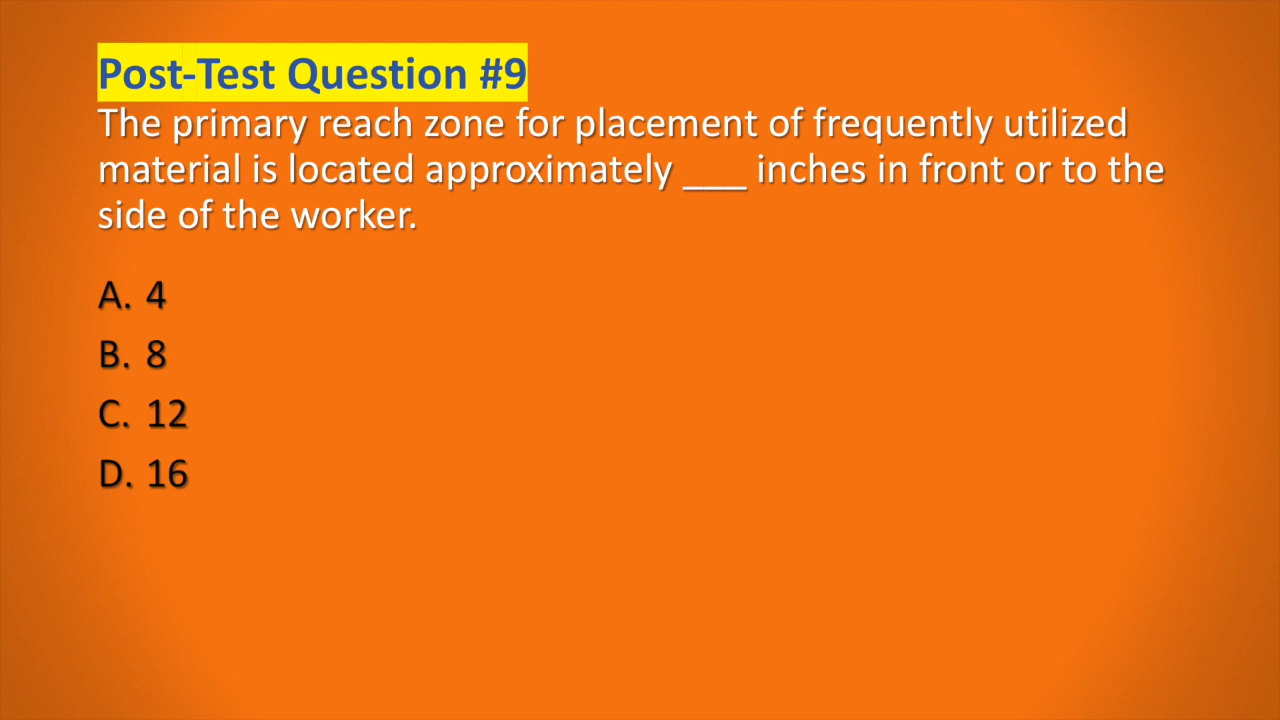 Post-Test Question #9
The primary reach zone for placement of frequently utilized
material is located approximately ___ inches in front or to the
side of the worker.
A. 4
B. 8
C. 12
D. 16